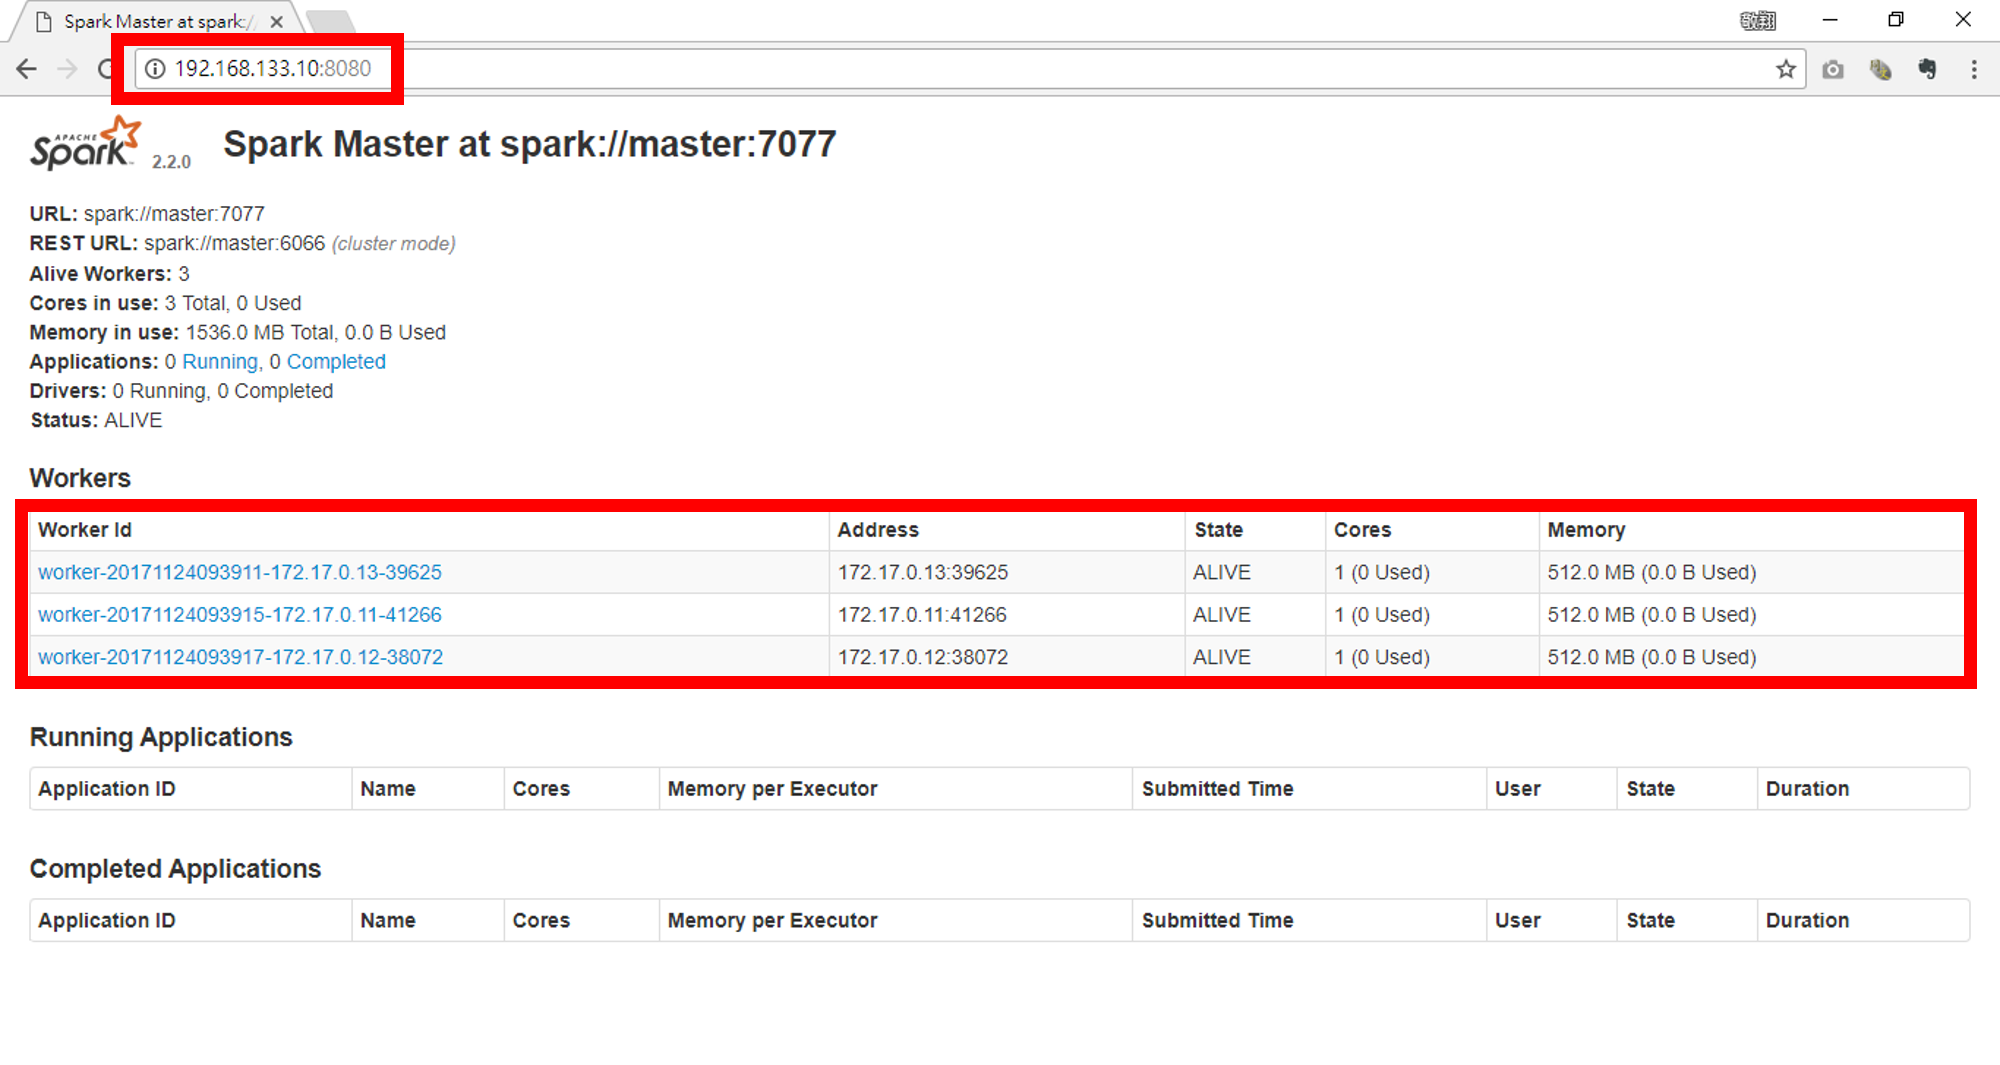 Spark Master at spark:/
192.168.133.10:8080
APACHE Spark 2.2.0 Spark Master at spark://master:7077
URL: spark://master:7077
REST URL: spark://master:6066 (cluster mode)
Alive Workers: 3
Cores in use: 3 Total, 0 Used
Memory in use: 1536.0 MB Total, 0.0 B Used
Applications: 0 Running, 0 Completed
Drivers: 0 Running, 0 Completed
Status: ALIVE
Workers
Worker Id Address State Cores Memory
worker-20171124093911-172.17.0.13-39625 172.17.0.13:39625 ALIVE 1 (0 Used) 512.0 MB (0.0 B Used)
worker-20171124093915-172.17.0.11-41266 172.17.0.11:41266 ALIVE 1 (0 Used) 512.0 MB (0.0 B Used)
worker-20171124093917-172.17.0.12-38072 172.17.0.12:38072 ALIVE 1 (0 Used) 512.0 MB (0.0 B Used)
Running Applications
Application ID Name Cores Memory per Executor Submitted Time User State Duration
Completed Applications
Application ID Name Cores Memory per Executor Submitted Time User State Duration